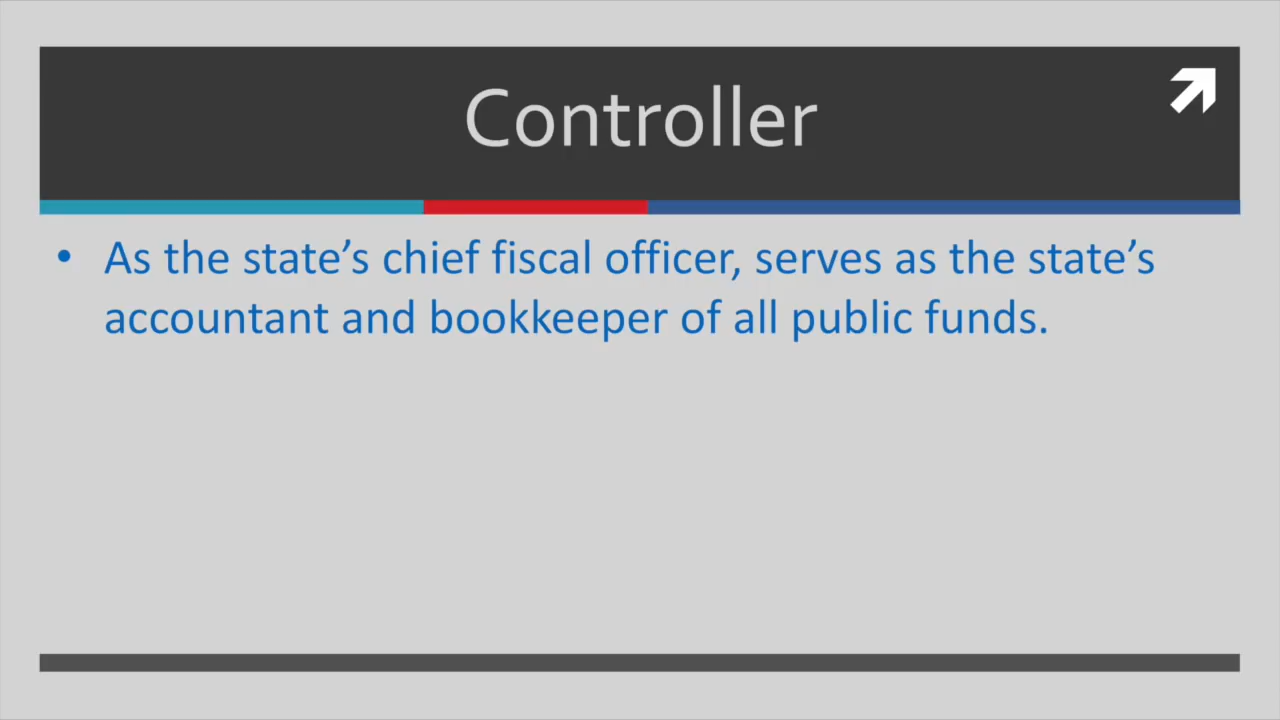 Controller
• As the state’s chief fiscal officer, serves as the state’s
accountant and bookkeeper of all public funds.